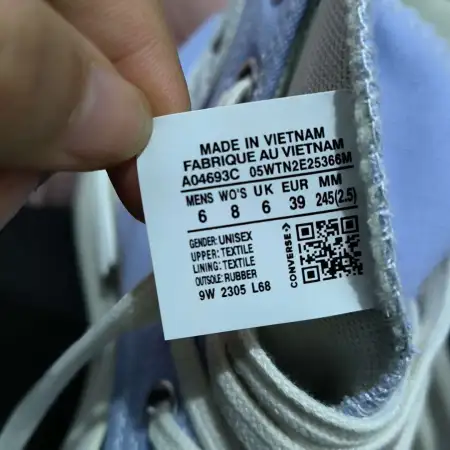 MADE IN VIETNAM
FABRIQUE AU VIETNAM
A04693C 05WTN2E25366M
MENS WO'S UK EUR MM
6 8 6 39 245(2.5)
GENDER: UNISEX
UPPER: TEXTILE
LINING: TEXTILE
OUTSOLE: RUBBER
9W 2305 L68
CONVERSE